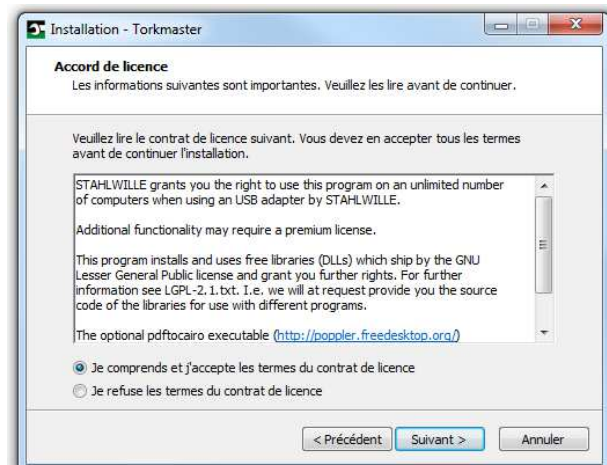 Installation - Torkmaster
Accord de licence
Les informations suivantes sont importantes. Veuillez les lire avant de continuer.
Veuillez lire le contrat de licence suivant. Vous devez en accepter tous les termes
avant de continuer l'installation.
STAHLWILLE grants you the right to use this program on an unlimited number
of computers when using an USB adapter by STAHLWILLE.
Additional functionality may require a premium license.
This program installs and uses free libraries (DLLs) which ship by the GNU
Lesser General Public license and grant you further rights. For further
information see LGPL-2.1.txt. I.e. we will at request provide you the source
code of the libraries for use with different programs.
The optional pdftocairo executable (http://poppler.freedesktop.org/)
Je comprends et j'accepte les termes du contrat de licence
Je refuse les termes du contrat de licence
< Précédent Suivant > Annuler